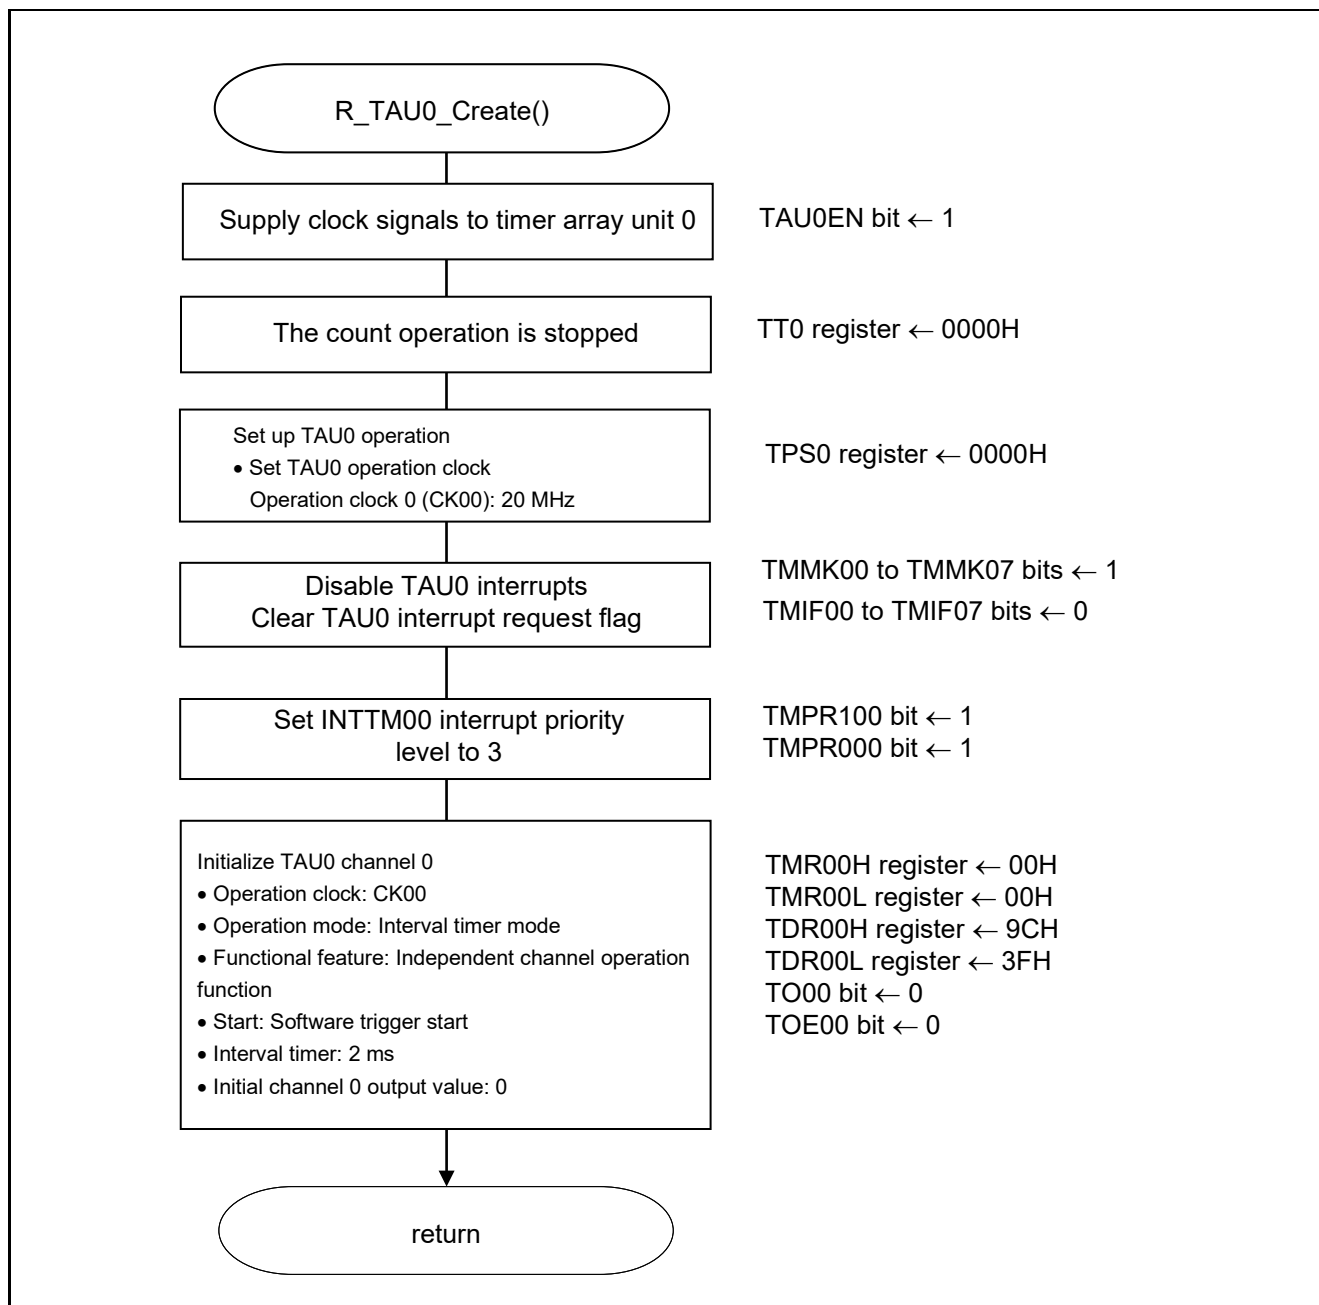 R_TAU0_Create()
Supply clock signals to timer array unit 0
TAU0EN bit ← 1
The count operation is stopped
TT0 register ← 0000H
Set up TAU0 operation
• Set TAU0 operation clock
Operation clock 0 (CK00): 20 MHz
TPS0 register ← 0000H
Disable TAU0 interrupts
Clear TAU0 interrupt request flag
TMMK00 to TMMK07 bits ← 1
TMIF00 to TMIF07 bits ← 0
Set INTTM00 interrupt priority
level to 3
TMPR100 bit ← 1
TMPR000 bit ← 1
Initialize TAU0 channel 0
• Operation clock: CK00
• Operation mode: Interval timer mode
• Functional feature: Independent channel operation
function
• Start: Software trigger start
• Interval timer: 2 ms
• Initial channel 0 output value: 0
TMR00H register ← 00H
TMR00L register ← 00H
TDR00H register ← 9CH
TDR00L register ← 3FH
TO00 bit ← 0
TOE00 bit ← 0
return